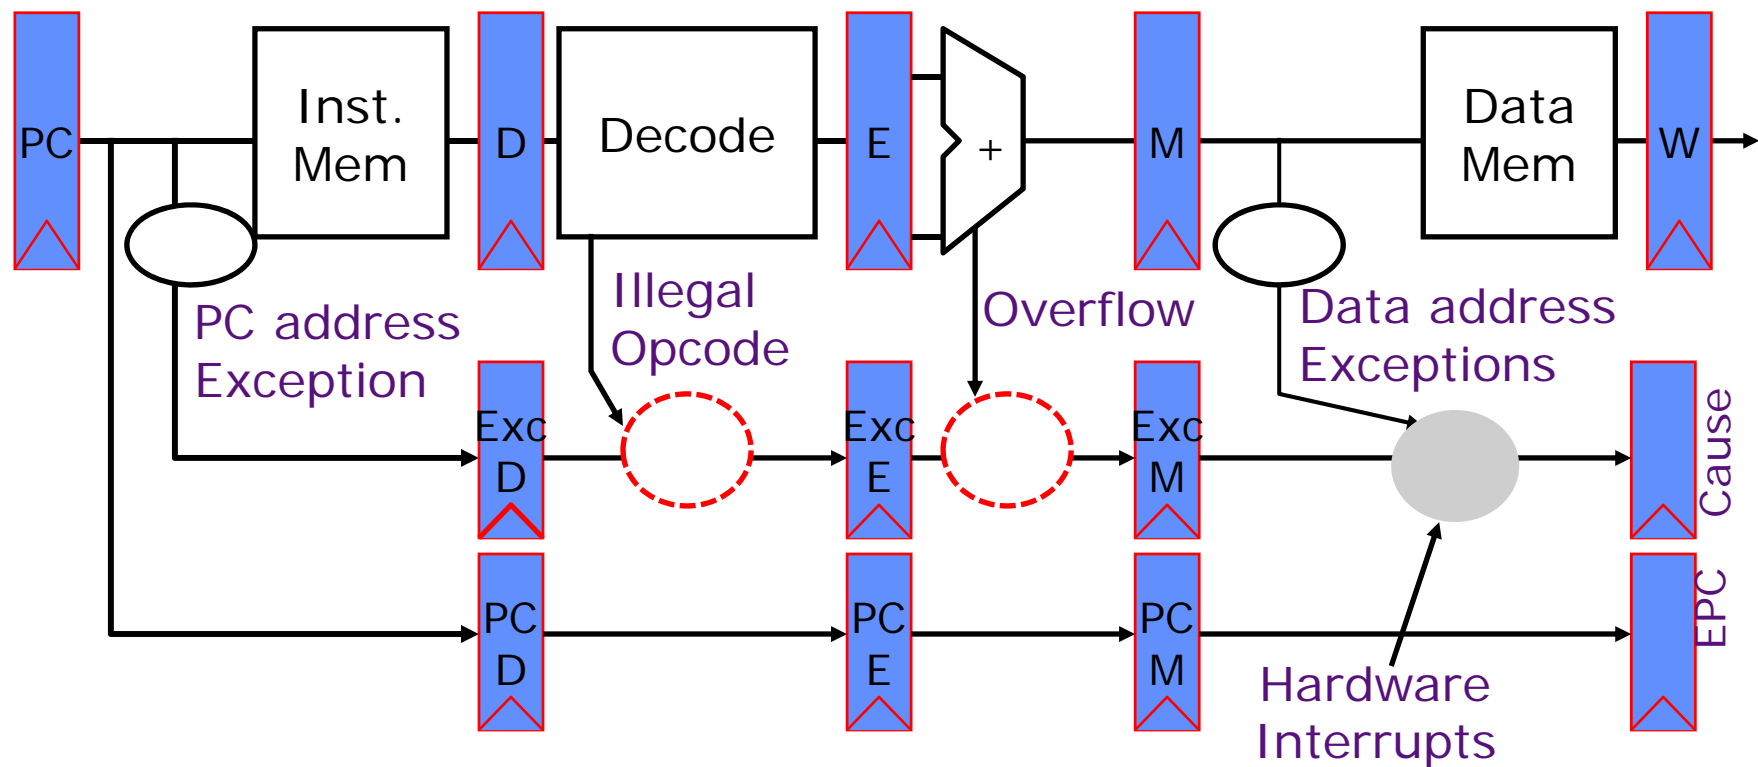 PC
Inst.
Mem
D
Decode
E
+
M
Data
Mem
W
PC address
Exception
Illegal
Opcode
Overflow
Data address
Exceptions
Exc
D
Exc
E
Exc
M
Cause
PC
D
PC
E
PC
M
EPC
Hardware
Interrupts